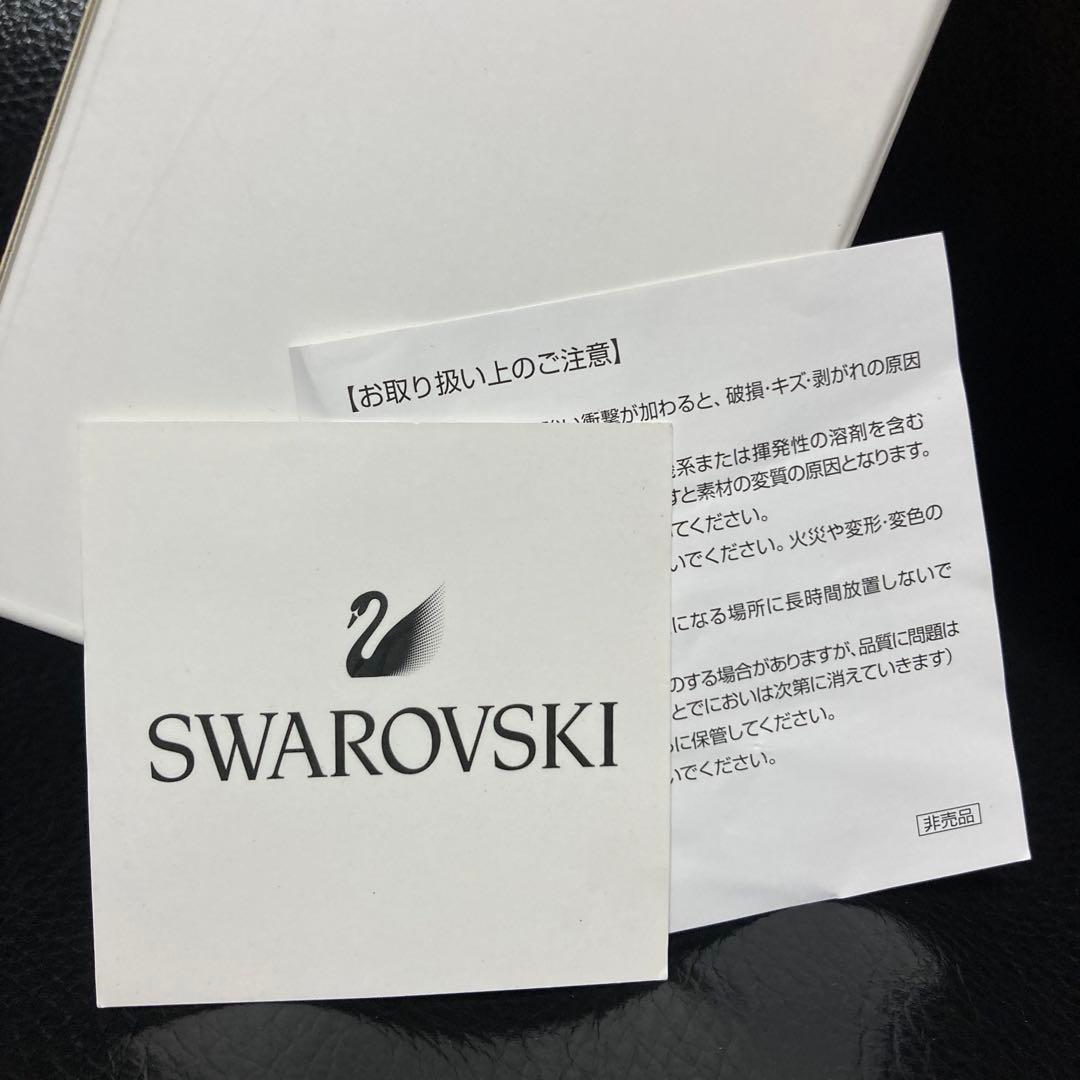 【お取り扱い上のご注意】
衝撃が加わると、破損・キズ・剥がれの原因
系または揮発性の溶剤を含む
すと素材の変質の原因となります。
てください。
いでください。火災や変形・変色の
になる場所に長時間放置しないで
のする場合がありますが、品質に問題は
とでにおいは次第に消えていきます）
に保管してください。
いでください。
非売品
SWAROVSKI